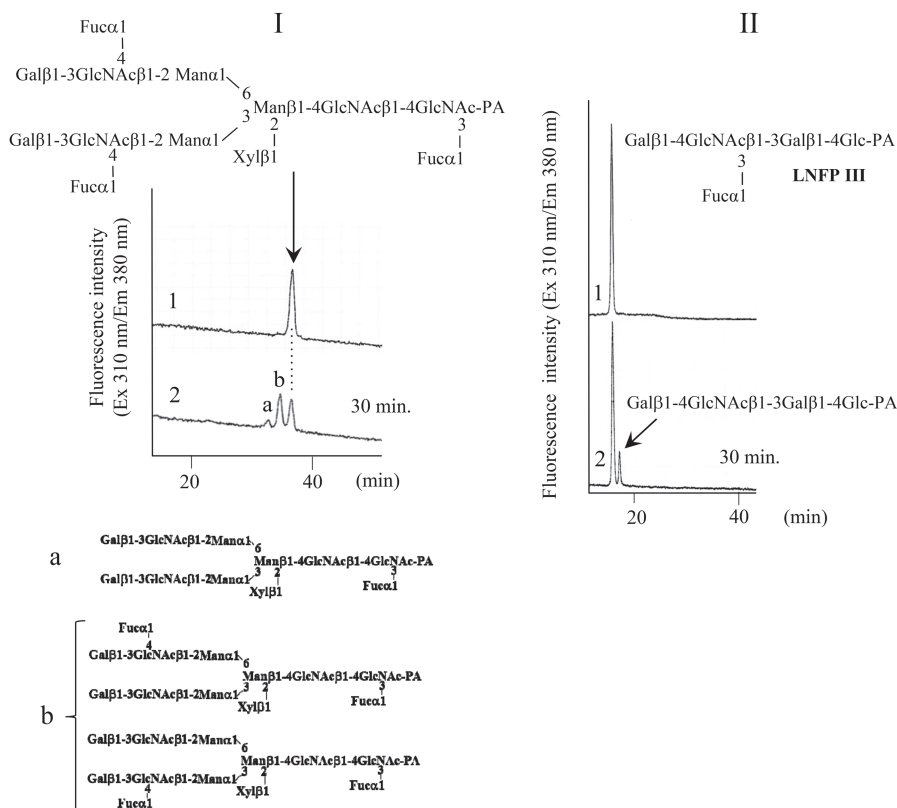 I
Fucα1
4
Galβ1-3GlcNAcβ1-2 Manα1
6
Manβ1-4GlcNAcβ1-4GlcNAc-PA
3
2
3
Galβ1-3GlcNAcβ1-2 Manα1
4
Xylβ1
Fucα1
Fucα1
Fluorescence intensity
(Ex 310 nm/Em 380 nm)
1
2
a
b
30 min.
20
40
(min)
II
Galβ1-4GlcNAcβ1-3Galβ1-4Glc-PA
3
LNFP III
Fucα1
Fluorescence intensity (Ex 310 nm/Em 380 nm)
1
Galβ1-4GlcNAcβ1-3Galβ1-4Glc-PA
2
30 min.
20
40
(min)
a
Galβ1-3GlcNAcβ1-2Manα1
6
Manβ1-4GlcNAcβ1-4GlcNAc-PA
Galβ1-3GlcNAcβ1-2Manα1
3
2
3
Xylβ1
Fucα1
b
Fucα1
4
Galβ1-3GlcNAcβ1-2Manα1
6
Manβ1-4GlcNAcβ1-4GlcNAc-PA
Galβ1-3GlcNAcβ1-2Manα1
3
2
3
Xylβ1
Fucα1
Galβ1-3GlcNAcβ1-2Manα1
6
Manβ1-4GlcNAcβ1-4GlcNAc-PA
Galβ1-3GlcNAcβ1-2Manα1
3
2
3
4
Xylβ1
Fucα1
Fucα1